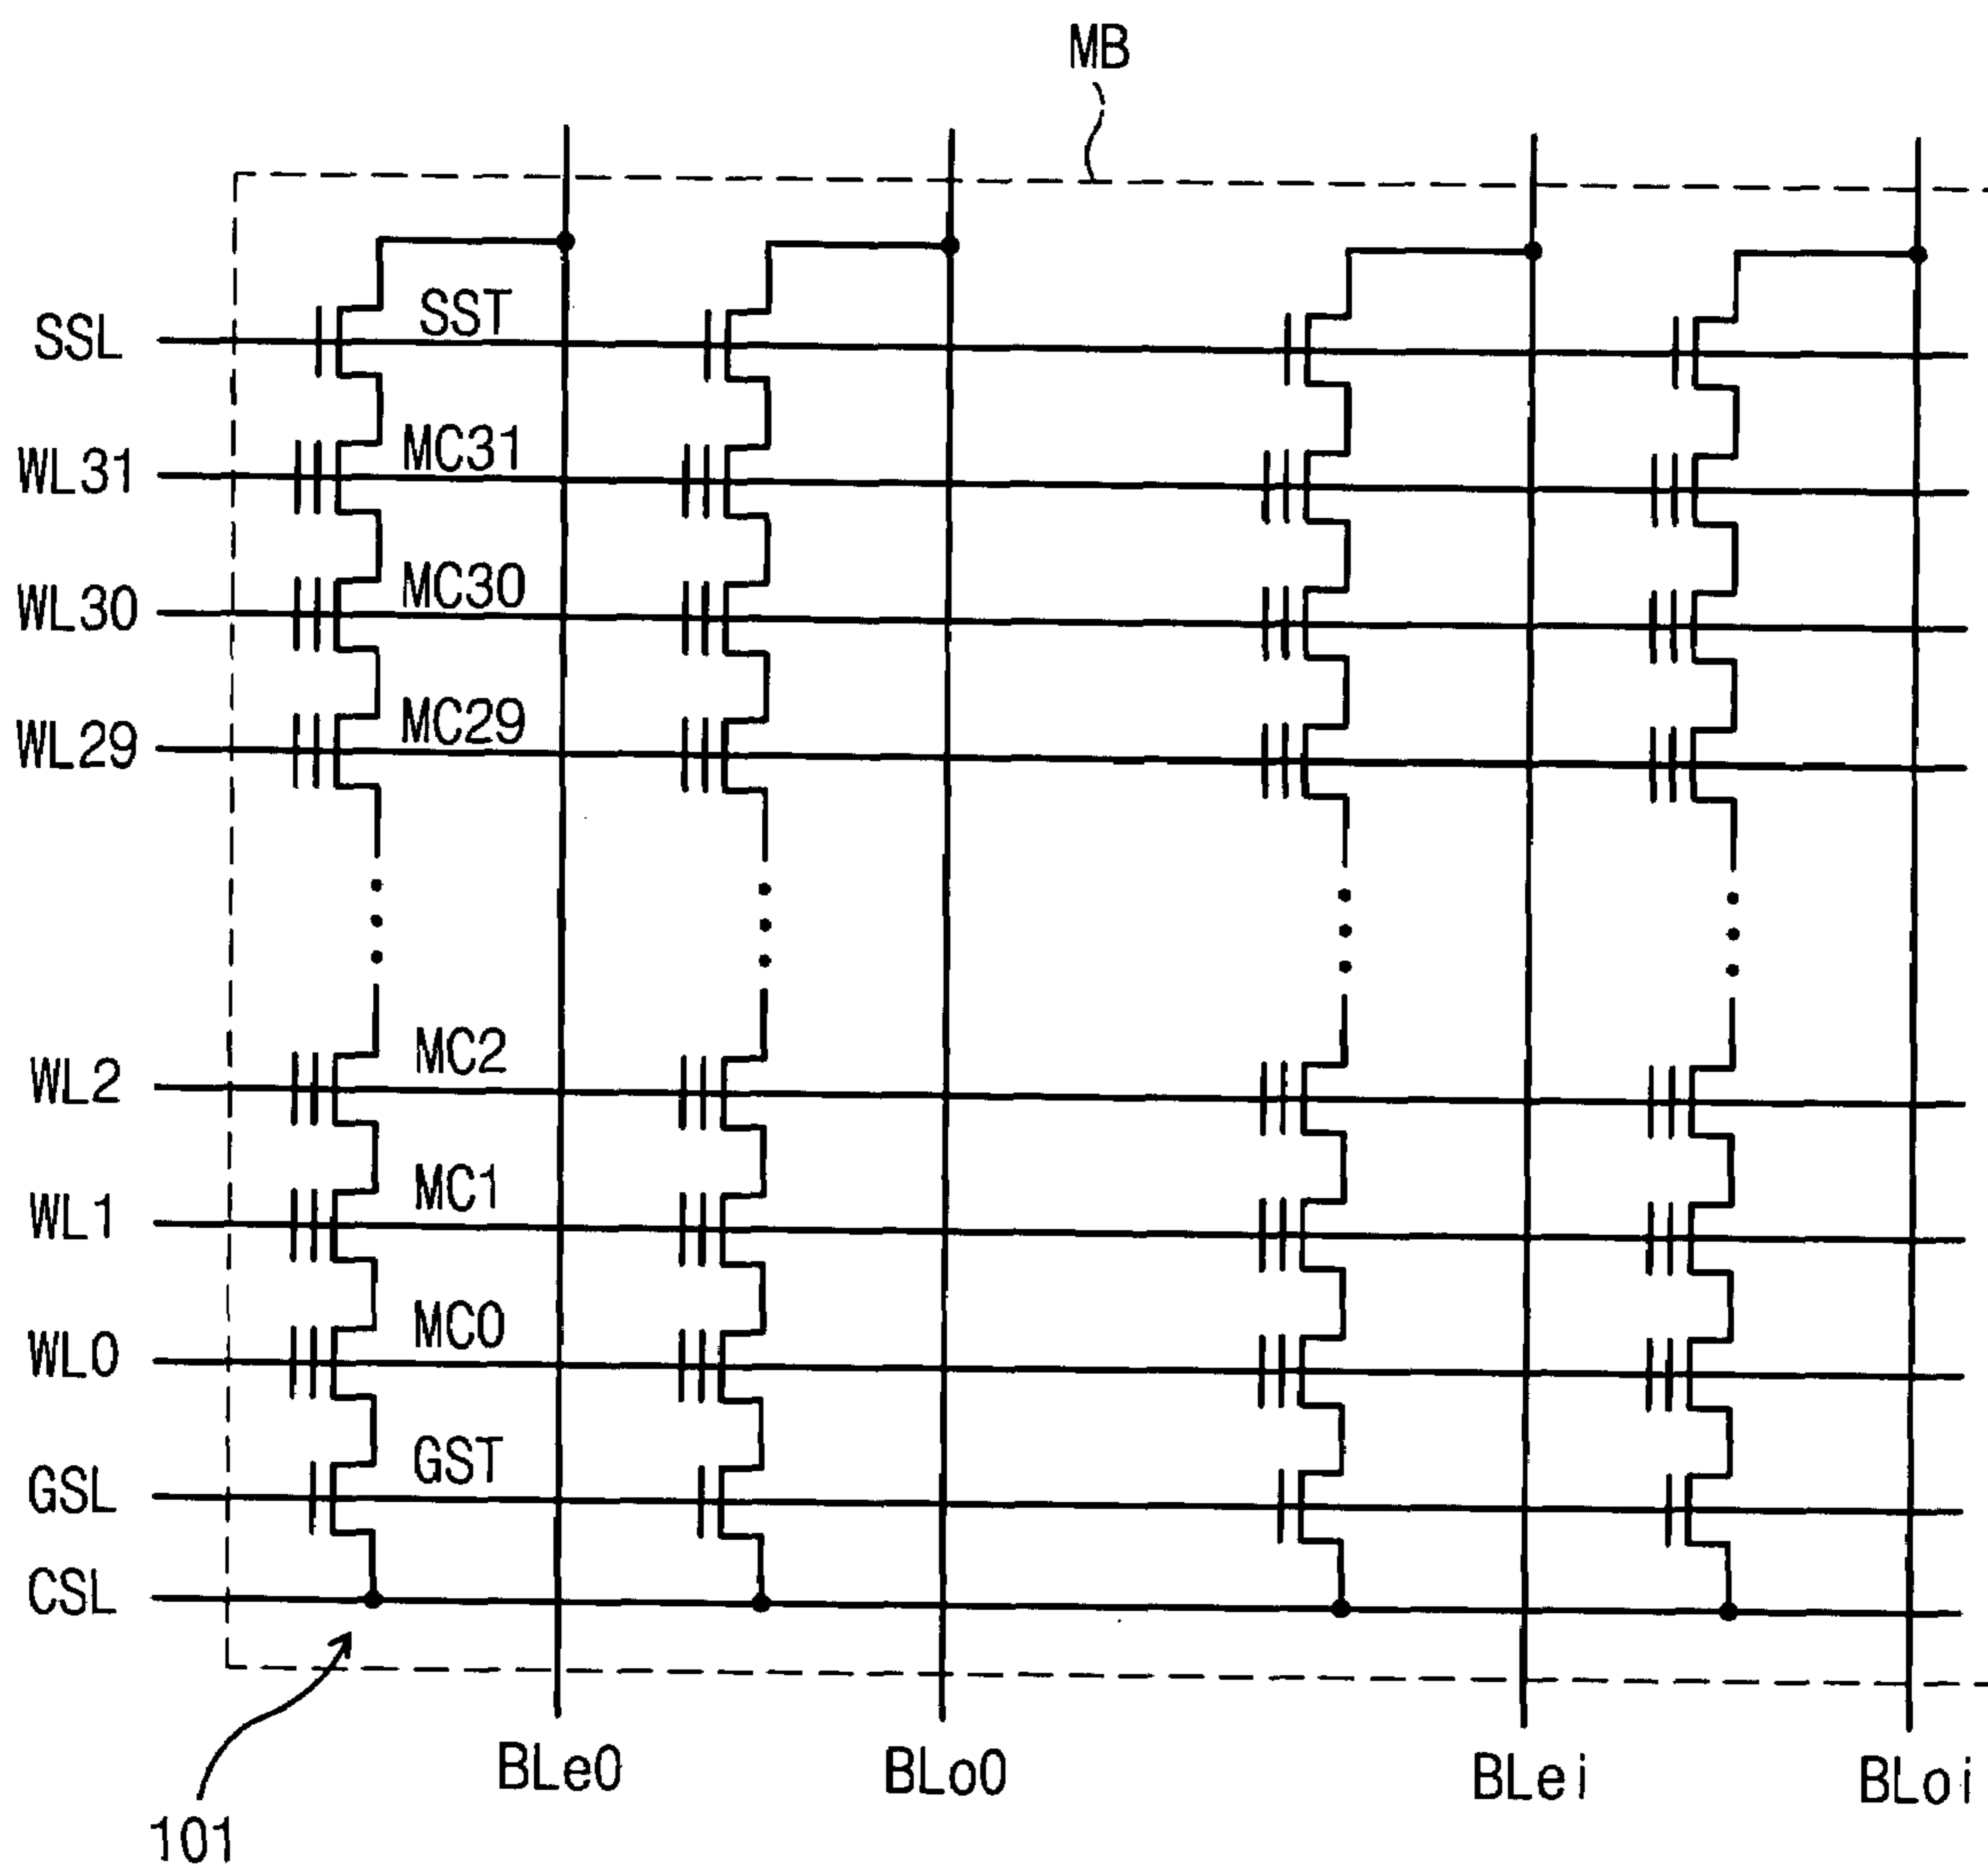 MB
SSL
SST
WL31
MC31
WL30
MC30
WL29
MC29
WL2
MC2
WL1
MC1
WL0
MC0
GSL
GST
CSL
BLe0
BLo0
BLei
BLoi
101